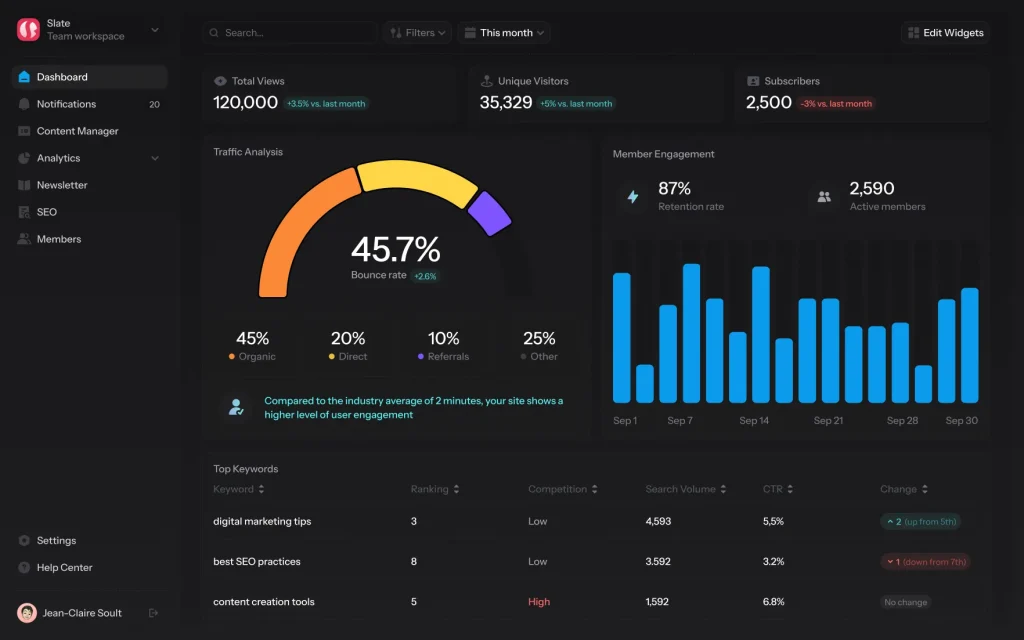 Slate
Team workspace
Dashboard
Notifications 20
Content Manager
Analytics
Newsletter
SEO
Members
Settings
Help Center
Jean-Claire Soult
Search...
Filters
This month
Edit Widgets
Total Views
120,000 +3.5% vs. last month
Unique Visitors
35,329 +5% vs. last month
Subscribers
2,500 -3% vs. last month
Traffic Analysis
45.7%
Bounce rate +2.6%
45% 20% 10% 25%
Organic Direct Referrals Other
Compared to the industry average of 2 minutes, your site shows a
higher level of user engagement
Member Engagement
87%
Retention rate
2,590
Active members
Sep 1 Sep 7 Sep 14 Sep 21 Sep 28 Sep 30
Top Keywords
Keyword Ranking Competition Search Volume CTR Change
digital marketing tips 3 Low 4,593 5,5% 2 (up from 5th)
best SEO practices 8 Low 3.592 3.2% 1 (down from 7th)
content creation tools 5 High 1,592 6.8% No change